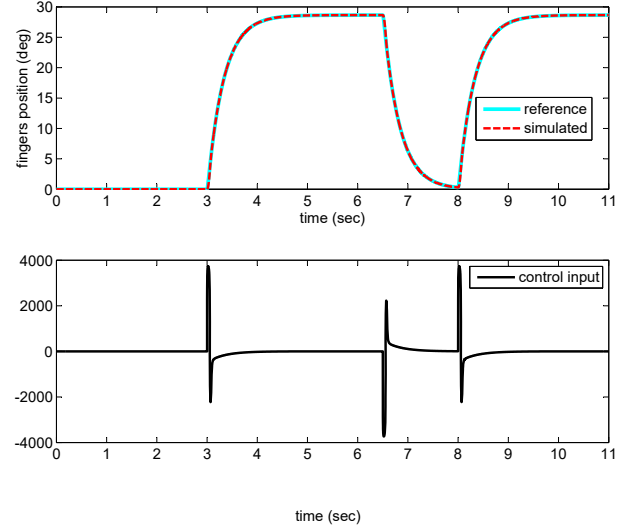 30
25
20
15
10
5
0
fingers position (deg)
reference
simulated
0 1 2 3 4 5 6 7 8 9 10 11
time (sec)
4000
2000
0
-2000
-4000
control input
0 1 2 3 4 5 6 7 8 9 10 11
time (sec)